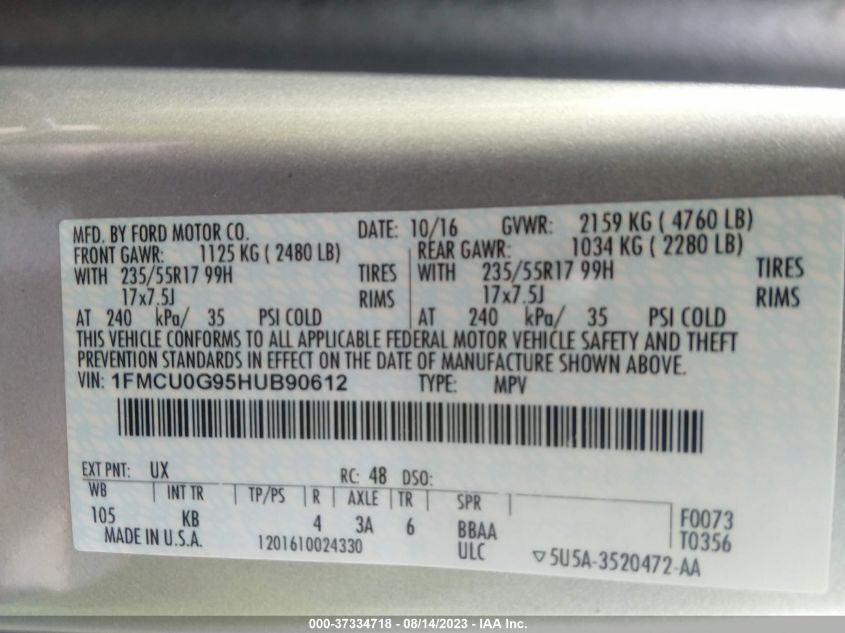 MFD. BY FORD MOTOR CO. DATE: 10/16 GVWR: 2159 KG ( 4760 LB)
FRONT GAWR: 1125 KG ( 2480 LB) REAR GAWR: 1034 KG ( 2280 LB)
WITH 235/55R17 99H TIRES WITH 235/55R17 99H TIRES
17x7.5J RIMS 17x7.5J RIMS
AT 240 kPa/ 35 PSI COLD AT 240 kPa/ 35 PSI COLD
THIS VEHICLE CONFORMS TO ALL APPLICABLE FEDERAL MOTOR VEHICLE SAFETY AND THEFT
PREVENTION STANDARDS IN EFFECT ON THE DATE OF MANUFACTURE SHOWN ABOVE.
VIN: 1FMCU0G95HUB90612 TYPE: MPV
EXT PNT: UX RC: 48 DSO:
WB INT TR TP/PS R AXLE TR SPR
105 KB 4 3A 6 BBAA F0073
MADE IN U.S.A. 1201610024330 ULC T0356
▽5U5A-3520472-AA
000-37334718 - 08/14/2023 - IAA Inc.